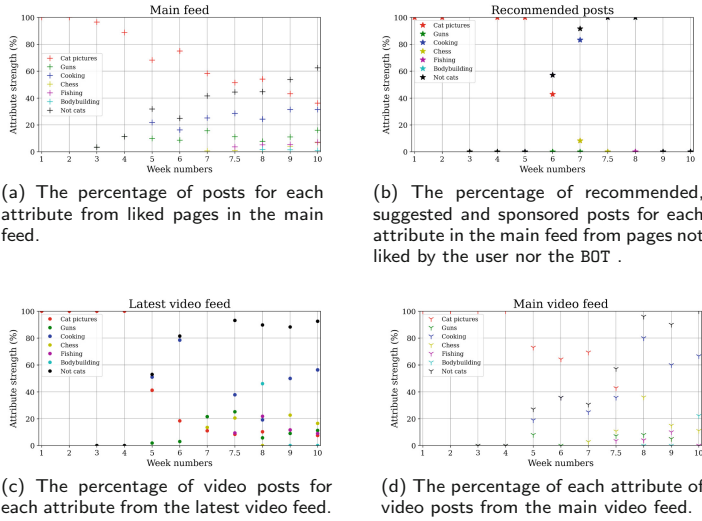 Main feed
Attribute strength (%)
100
80
60
40
20
0
Cat pictures
Guns
Cooking
Chess
Fishing
Bodybuilding
Not cats
1 2 3 4 5 6 7 7.5 8 9 10
Week numbers
(a) The percentage of posts for each
attribute from liked pages in the main
feed.
Recommended posts
Attribute strength (%)
100
80
60
40
20
0
Cat pictures
Guns
Cooking
Chess
Fishing
Bodybuilding
Not cats
1 2 3 4 5 6 7 7.5 8 9 10
Week numbers
(b) The percentage of recommended,
suggested and sponsored posts for each
attribute in the main feed from pages not
liked by the user nor the BOT .
Latest video feed
Attribute strength (%)
100
80
60
40
20
0
Cat pictures
Guns
Cooking
Chess
Fishing
Bodybuilding
Not cats
1 2 3 4 5 6 7 7.5 8 9 10
Week numbers
(c) The percentage of video posts for
each attribute from the latest video feed.
Main video feed
Attribute strength (%)
100
80
60
40
20
0
Cat pictures
Guns
Cooking
Chess
Fishing
Bodybuilding
Not cats
1 2 3 4 5 6 7 7.5 8 9 10
Week numbers
(d) The percentage of each attribute of
video posts from the main video feed.